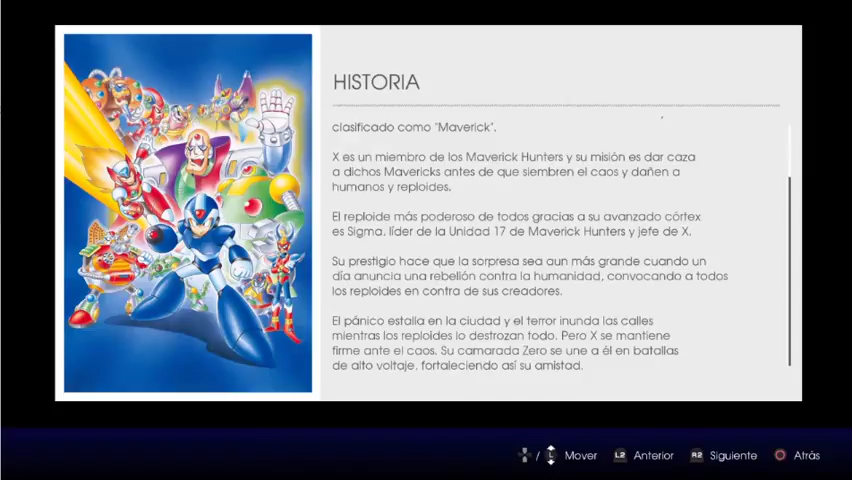 HISTORIA
clasificado como "Maverick".
X es un miembro de los Maverick Hunters y su misión es dar caza
a dichos Mavericks antes de que siembren el caos y dañen a
humanos y reploides.
El reploide más poderoso de todos gracias a su avanzado córtex
es Sigma, líder de la Unidad 17 de Maverick Hunters y jefe de X.
Su prestigio hace que la sorpresa sea aun más grande cuando un
día anuncia una rebelión contra la humanidad, convocando a todos
los reploides en contra de sus creadores.
El pánico estalla en la ciudad y el terror inunda las calles
mientras los reploides lo destrozan todo. Pero X se mantiene
firme ante el caos. Su camarada Zero se une a él en batallas
de alto voltaje, fortaleciendo así su amistad.
/ L Mover L2 Anterior R2 Siguiente Atrás